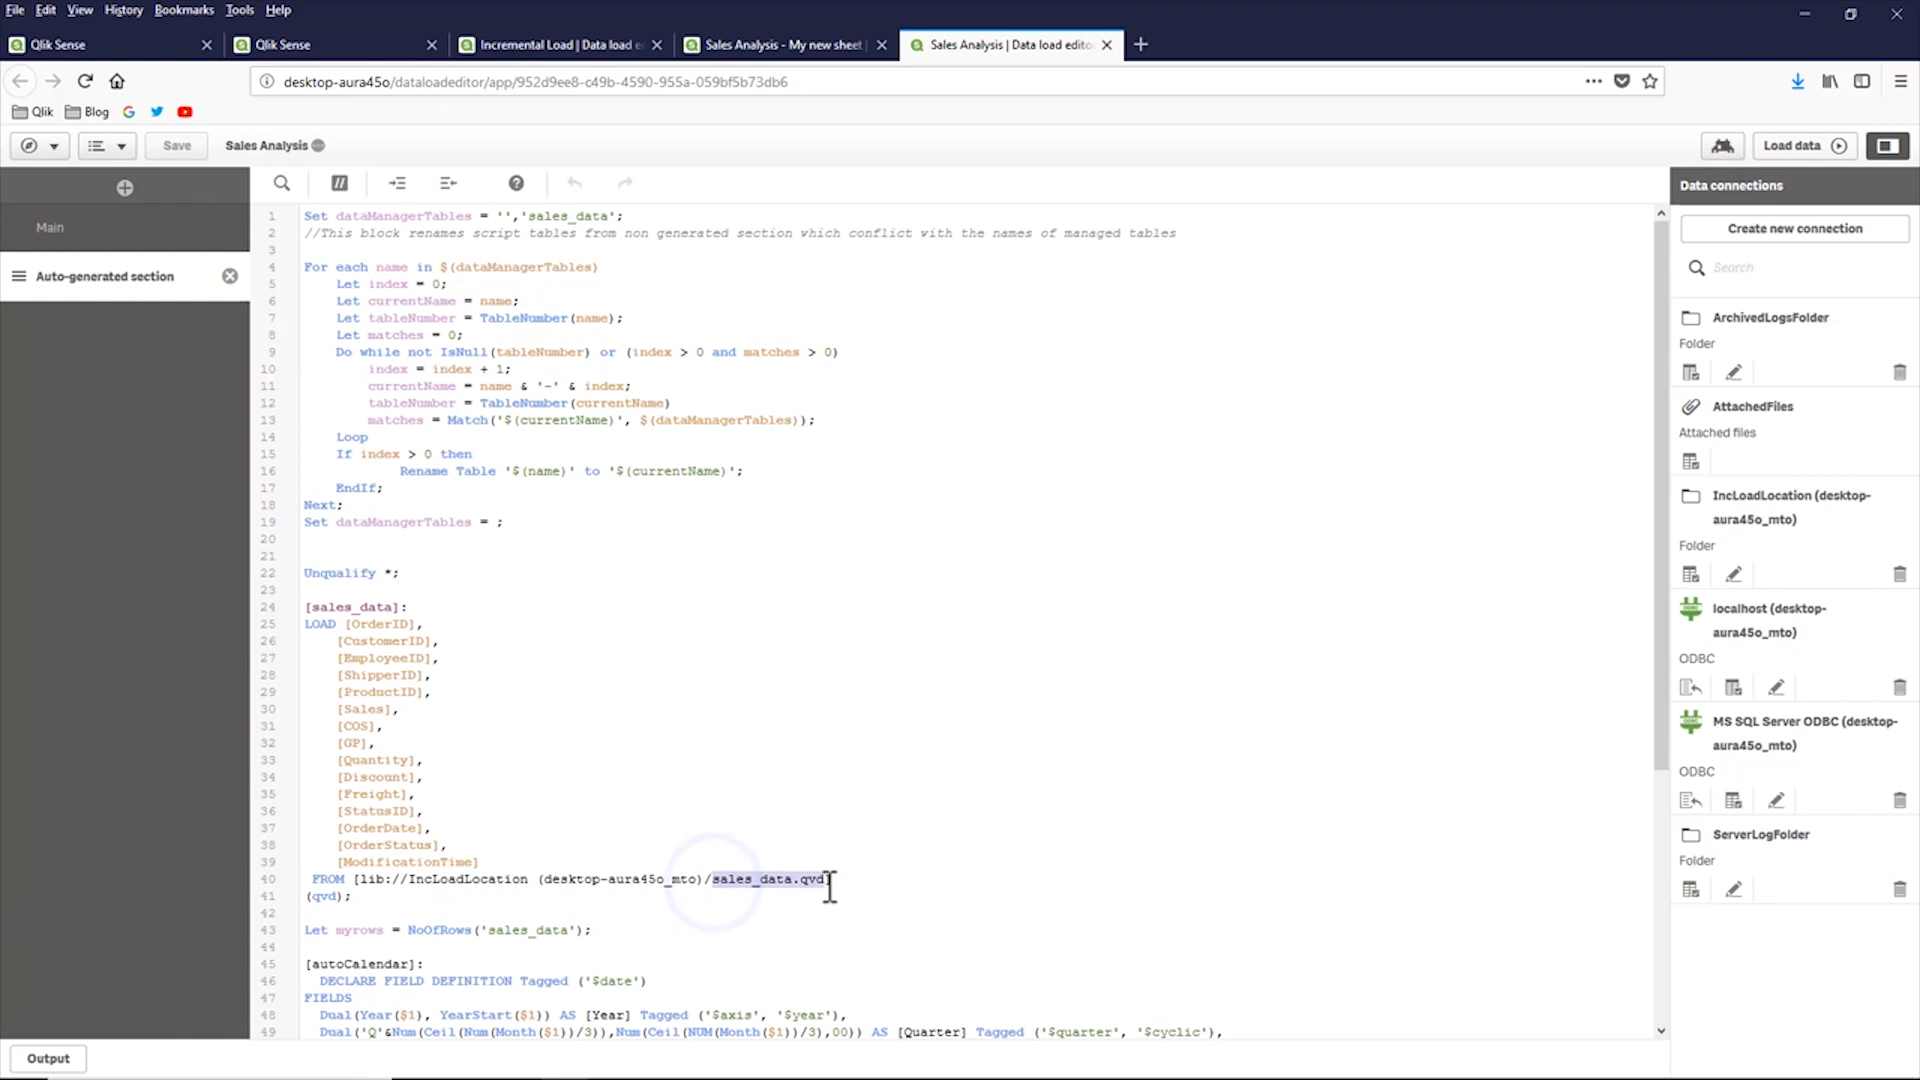 File Edit View History Bookmarks Tools Help
Qlik Sense
Qlik Sense
Incremental Load | Data load e
Sales Analysis - My new sheet
Sales Analysis | Data load edito
desktop-aura45o/dataloadeditor/app/952d9ee8-c49b-4590-955a-059bf5b73db6
Qlik Blog
Save
Sales Analysis
Load data
Main
Auto-generated section
1 Set dataManagerTables = '','sales_data';
2 //This block renames script tables from non generated section which conflict with the names of managed tables
3
4 For each name in $(dataManagerTables)
5 Let index = 0;
6 Let currentName = name;
7 Let tableNumber = TableNumber(name);
8 Let matches = 0;
9 Do while not IsNull(tableNumber) or (index > 0 and matches > 0)
10 index = index + 1;
11 currentName = name & '-' & index;
12 tableNumber = TableNumber(currentName)
13 matches = Match('$(currentName)', $(dataManagerTables));
14 Loop
15 If index > 0 then
16 Rename Table '$(name)' to '$(currentName)';
17 EndIf;
18 Next;
19 Set dataManagerTables = ;
20
21
22 Unqualify *;
23
24 [sales_data]:
25 LOAD [OrderID],
26 [CustomerID],
27 [EmployeeID],
28 [ShipperID],
29 [ProductID],
30 [Sales],
31 [COS],
32 [GP],
33 [Quantity],
34 [Discount],
35 [Freight],
36 [StatusID],
37 [OrderDate],
38 [OrderStatus],
39 [ModificationTime]
40 FROM [lib://IncLoadLocation (desktop-aura45o_mto)/sales_data.qvd]
41 (qvd);
42
43 Let myrows = NoOfRows('sales_data');
44
45 [autoCalendar]:
46 DECLARE FIELD DEFINITION Tagged ('$date')
47 FIELDS
48 Dual(Year($1), YearStart($1)) AS [Year] Tagged ('$axis', '$year'),
49 Dual('Q'&Num(Ceil(Num(Month($1))/3)),Num(Ceil(NUM(Month($1))/3),00)) AS [Quarter] Tagged ('$quarter', '$cyclic'),
Output
Data connections
Create new connection
Search
ArchivedLogsFolder
Folder
AttachedFiles
Attached files
IncLoadLocation (desktop-
aura45o_mto)
Folder
localhost (desktop-
aura45o_mto)
ODBC
MS SQL Server ODBC (desktop-
aura45o_mto)
ODBC
ServerLogFolder
Folder